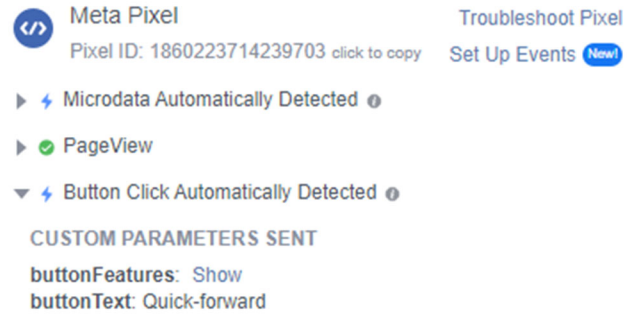 Meta Pixel
Troubleshoot Pixel
Pixel ID: 1860223714239703 click to copy
Set Up Events New!
Microdata Automatically Detected
PageView
Button Click Automatically Detected
CUSTOM PARAMETERS SENT
buttonFeatures: Show
buttonText: Quick-forward